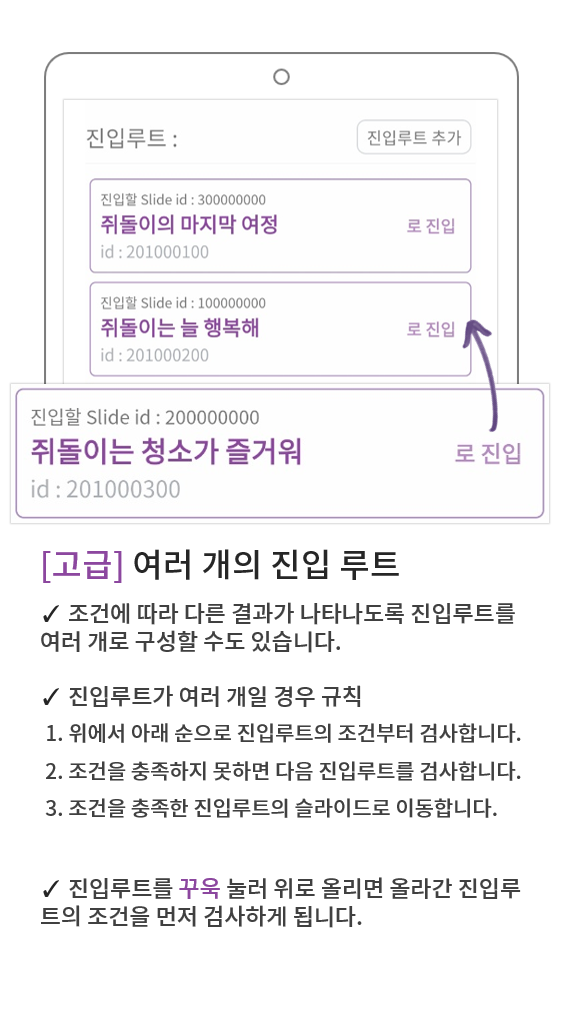 진입루트 :
진입루트 추가
진입할 Slide id : 300000000
쥐돌이의 마지막 여정
로 진입
id : 201000100
진입할 Slide id : 100000000
쥐돌이는 늘 행복해
로 진입
id : 201000200
진입할 Slide id : 200000000
쥐돌이는 청소가 즐거워
로 진입
id : 201000300
[고급] 여러 개의 진입 루트
✓ 조건에 따라 다른 결과가 나타나도록 진입루트를
여러 개로 구성할 수도 있습니다.
✓ 진입루트가 여러 개일 경우 규칙
1. 위에서 아래 순으로 진입루트의 조건부터 검사합니다.
2. 조건을 충족하지 못하면 다음 진입루트를 검사합니다.
3. 조건을 충족한 진입루트의 슬라이드로 이동합니다.
✓ 진입루트를 꾸욱 눌러 위로 올리면 올라간 진입루
트의 조건을 먼저 검사하게 됩니다.